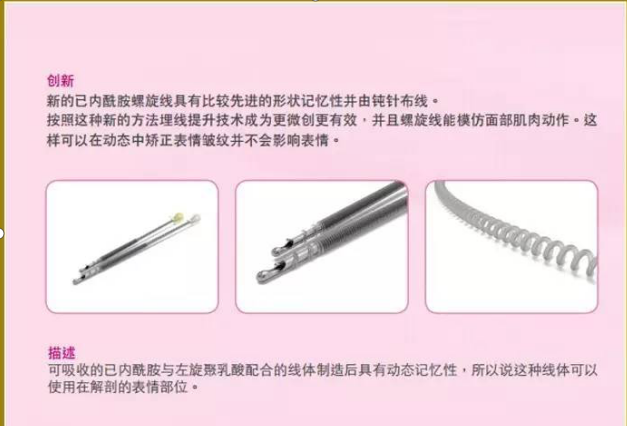 创新
新的已内酰胺螺旋线具有比较先进的形状记忆性并由钝针布线。
按照这种新的方法埋线提升技术成为更微创更有效，并且螺旋线能模仿面部肌肉动作。这
样可以在动态中矫正表情皱纹并不会影响表情。
描述
可吸收的已内酰胺与左旋聚乳酸配合的线体制造后具有动态记忆性，所以说这种线体可以
使用在解剖的表情部位。